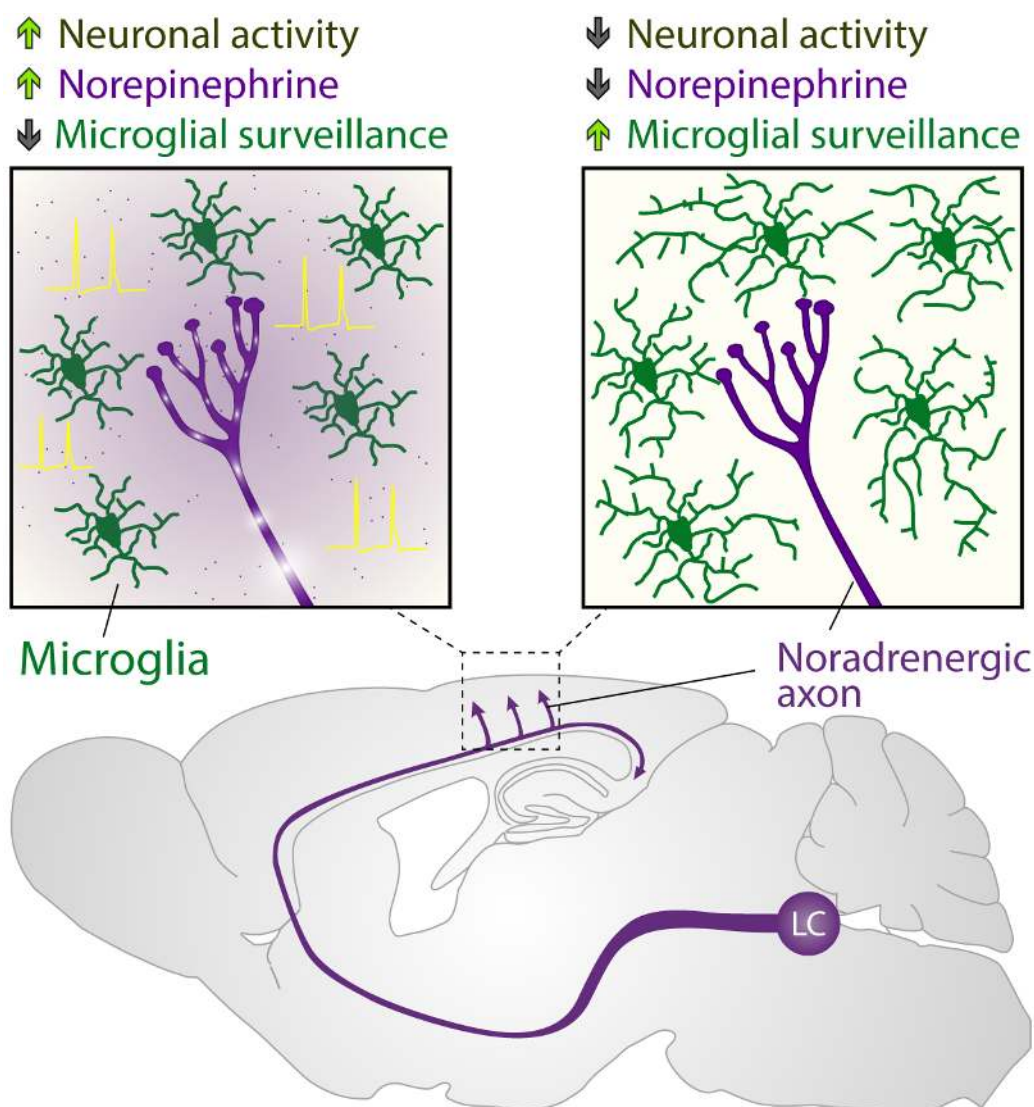 Neuronal activity
Norepinephrine
Microglial surveillance
Neuronal activity
Norepinephrine
Microglial surveillance
Microglia
Noradrenergic
axon
LC